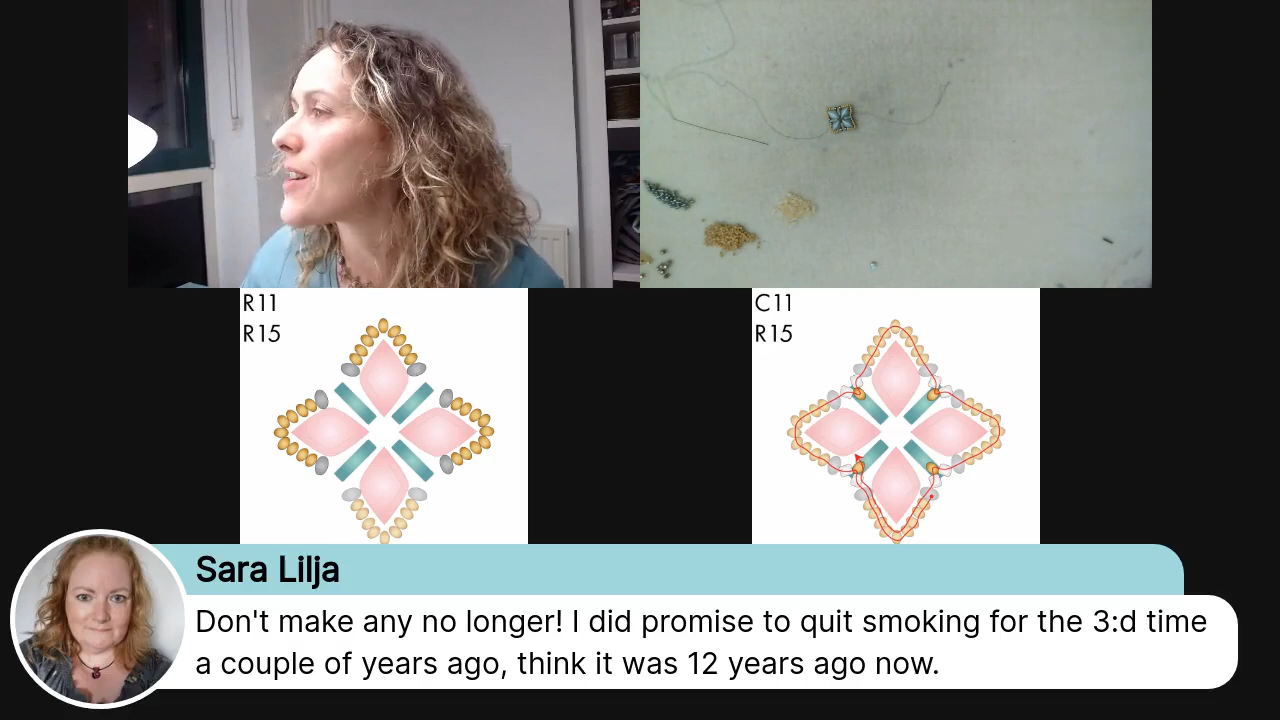 R11
R15
C11
R15
Sara Lilja
Don't make any no longer! I did promise to quit smoking for the 3:d time
a couple of years ago, think it was 12 years ago now.